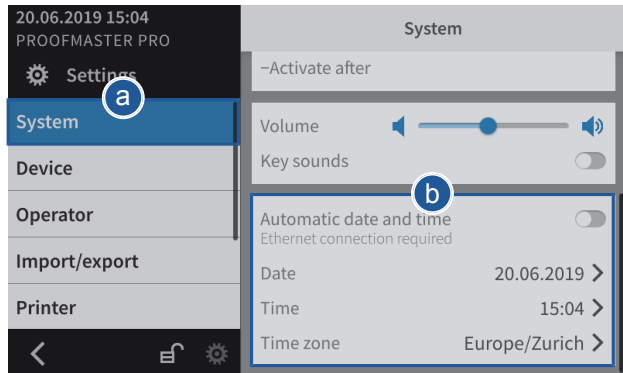 20.06.2019 15:04
PROOFMASTER PRO
Settings
a
System
Device
Operator
Import/export
Printer
System
–Activate after
Volume
Key sounds
b
Automatic date and time
Ethernet connection required
Date 20.06.2019
Time 15:04
Time zone Europe/Zurich